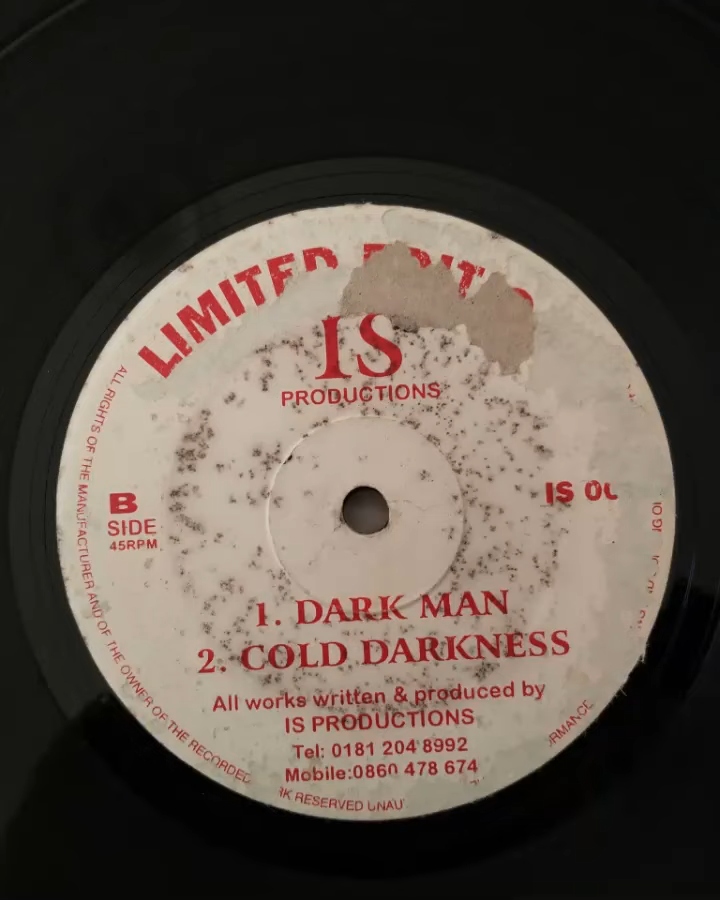 LIMITED
IS
PRODUCTIONS
B
SIDE
45RPM
IS
1. DARK MAN
2. COLD DARKNESS
All works written & produced by
IS PRODUCTIONS
Tel: 0181 204 8992
Mobile:0860 478 674
ALL RIGHTS OF THE MANUFACTURER AND OF THE OWNER OF THE RECORDED
RESERVED